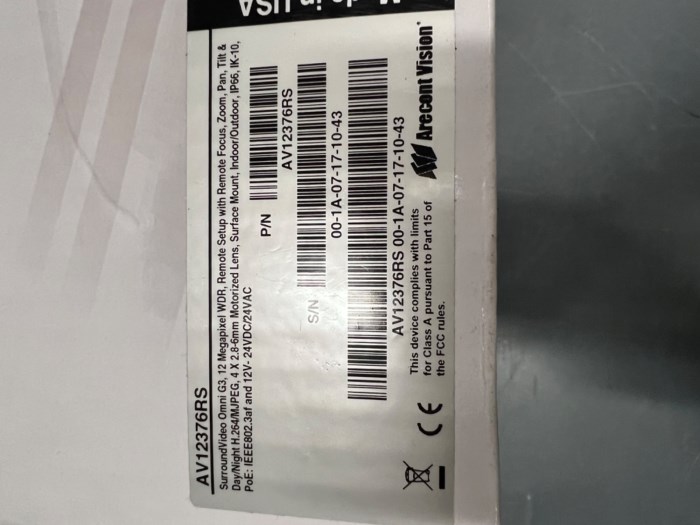 Made in USA
AV12376RS
SurroundVideo Omni G3, 12 Megapixel WDR, Remote Setup with Remote Focus, Zoom, Pan, Tilt &
Day/Night H.264/MJPEG, 4 X 2.8-6mm Motorized Lens, Surface Mount, Indoor/Outdoor, IP66, IK-10,
PoE: IEEE802.3af and 12V- 24VDC/24VAC
P/N
AV12376RS
S/N
00-1A-07-17-10-43
AV12376RS 00-1A-07-17-10-43
This device complies with limits
for Class A pursuant to Part 15 of
the FCC rules.
CE
Arecont Vision